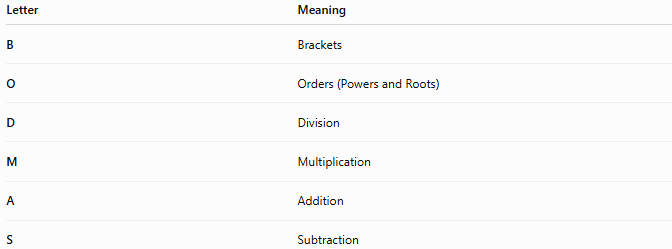 Letter Meaning
B Brackets
O Orders (Powers and Roots)
D Division
M Multiplication
A Addition
S Subtraction